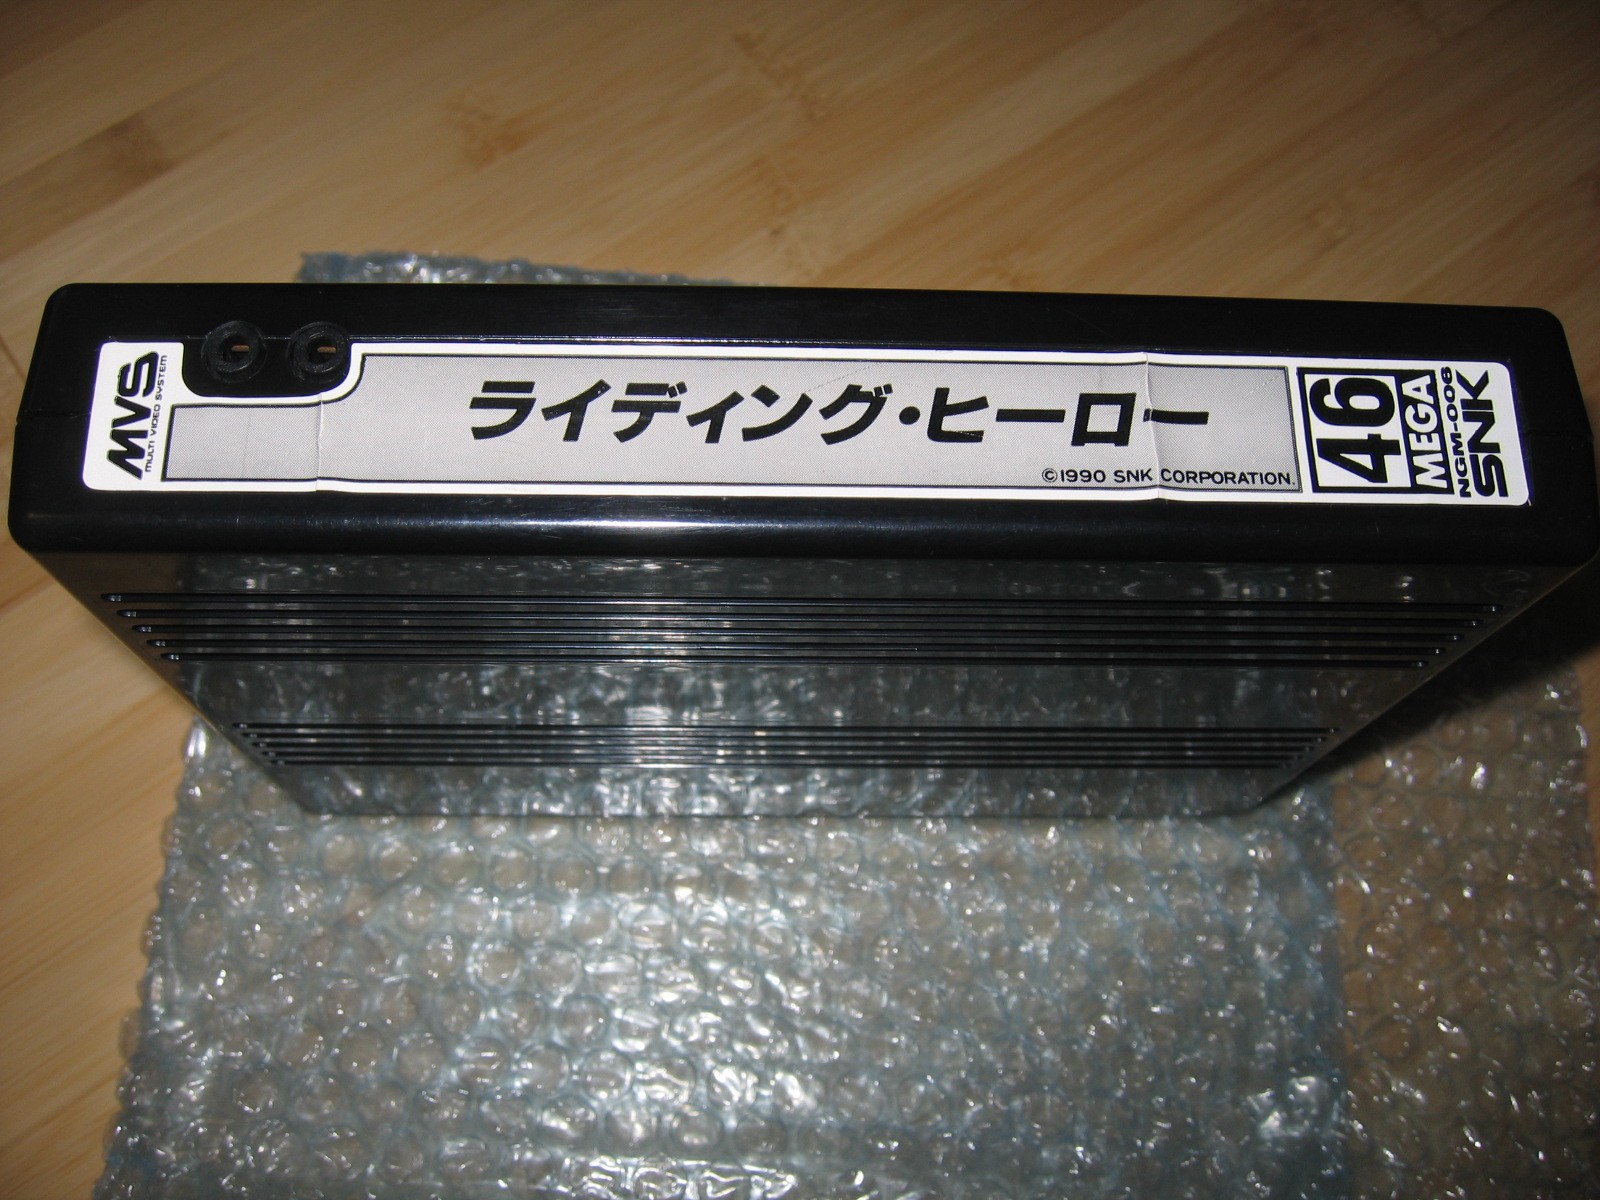 MVS
MULTI VIDEO SYSTEM
ライディング・ヒーロー
©1990 SNK CORPORATION.
46
MEGA
NGM-006
SNK